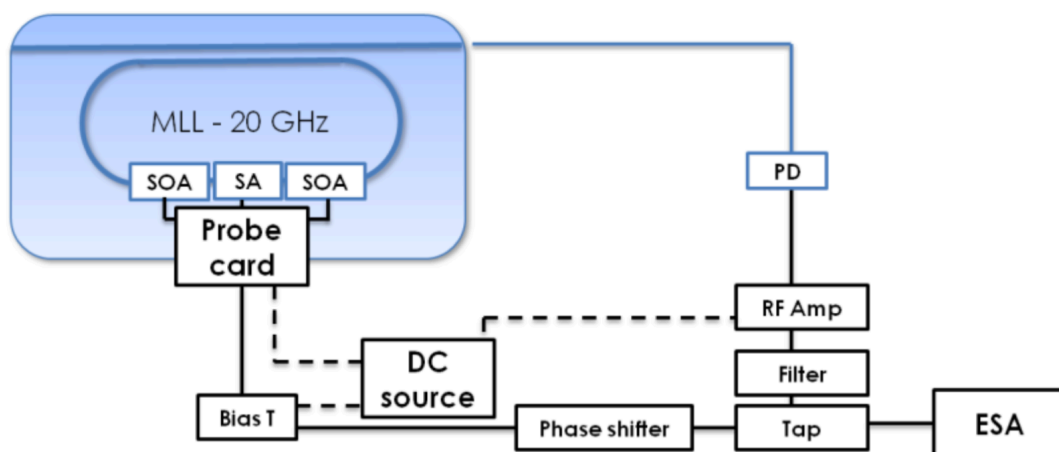 MLL - 20 GHz
SOA
SA
SOA
PD
Probe
card
RF Amp
DC
source
Filter
Bias T
Phase shifter
Tap
ESA